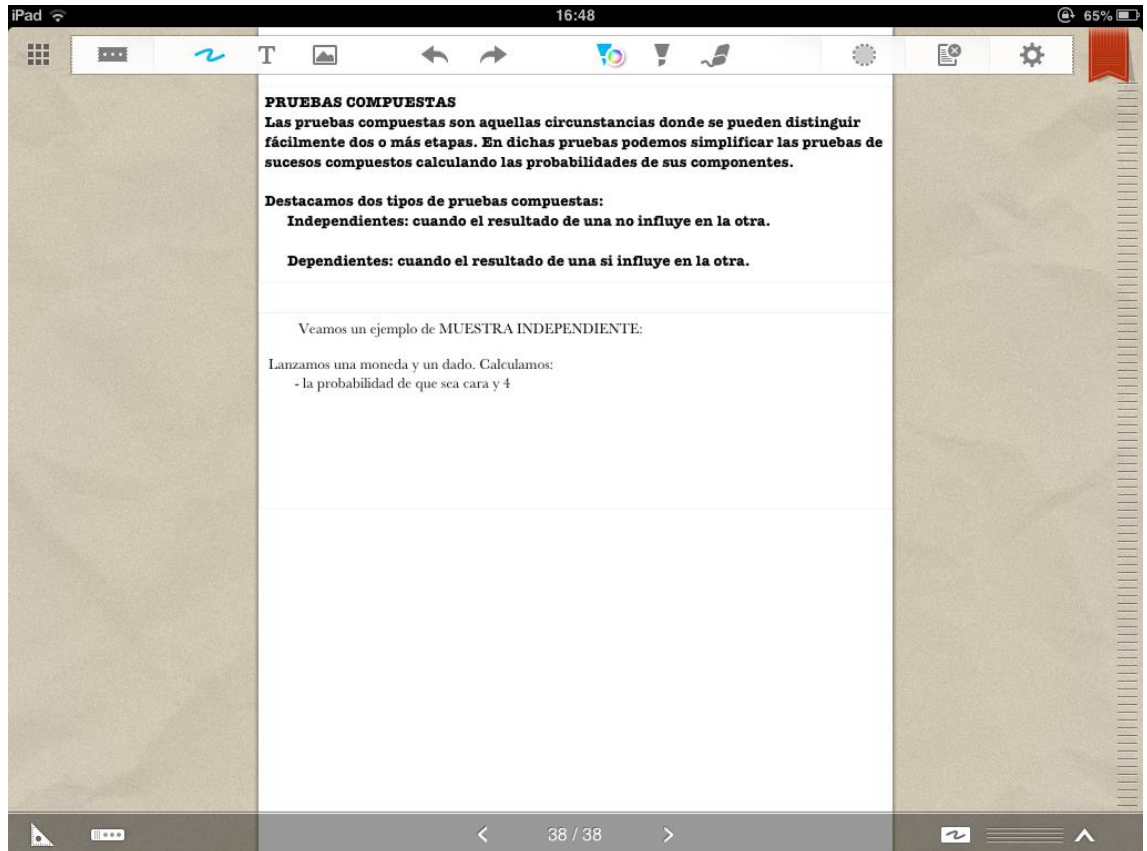 iPad 16:48 65%
T
PRUEBAS COMPUESTAS
Las pruebas compuestas son aquellas circunstancias donde se pueden distinguir
fácilmente dos o más etapas. En dichas pruebas podemos simplificar las pruebas de
sucesos compuestos calculando las probabilidades de sus componentes.
Destacamos dos tipos de pruebas compuestas:
Independientes: cuando el resultado de una no influye en la otra.
Dependientes: cuando el resultado de una si influye en la otra.
Veamos un ejemplo de MUESTRA INDEPENDIENTE:
Lanzamos una moneda y un dado. Calculamos:
- la probabilidad de que sea cara y 4
38 / 38